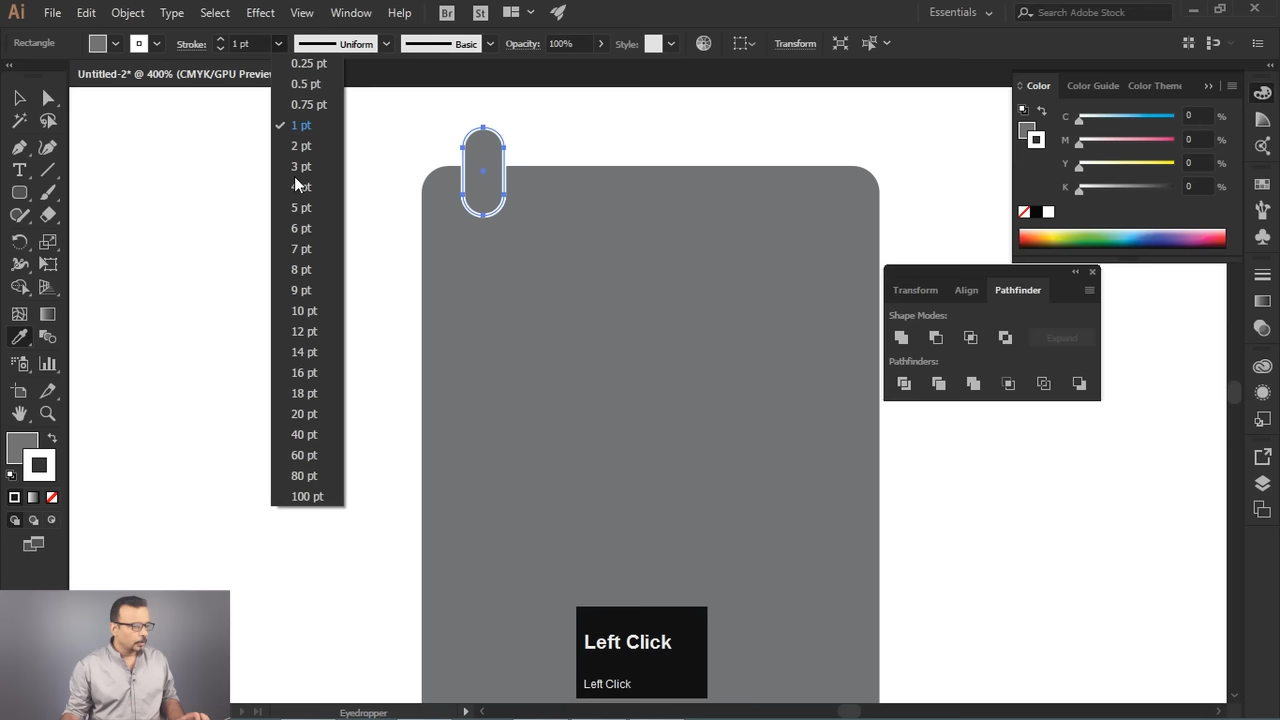 Ai File Edit Object Type Select Effect View Window Help Br St Essentials Search Adobe Stock
Rectangle Stroke: 1 pt Uniform Basic Opacity: 100% Style: Transform
Untitled-2* @ 400% (CMYK/GPU Preview
0.25 pt
0.5 pt
0.75 pt
1 pt
2 pt
3 pt
5 pt
6 pt
7 pt
8 pt
9 pt
10 pt
12 pt
14 pt
16 pt
18 pt
20 pt
40 pt
60 pt
80 pt
100 pt
Color Color Guide Color Theme
C 0 %
M 0 %
Y 0 %
K 0 %
Transform Align Pathfinder
Shape Modes:
Expand
Pathfinders:
Left Click
Left Click
Eyedropper